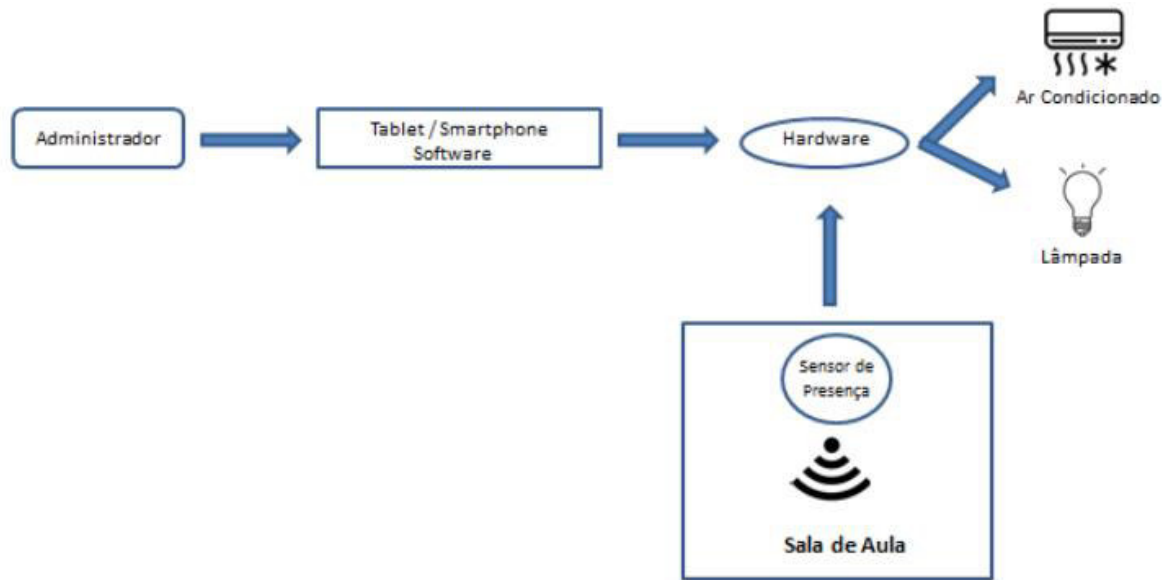 Administrador
Tablet / Smartphone
Software
Hardware
Ar Condicionado
Lâmpada
Sensor de
Presença
Sala de Aula